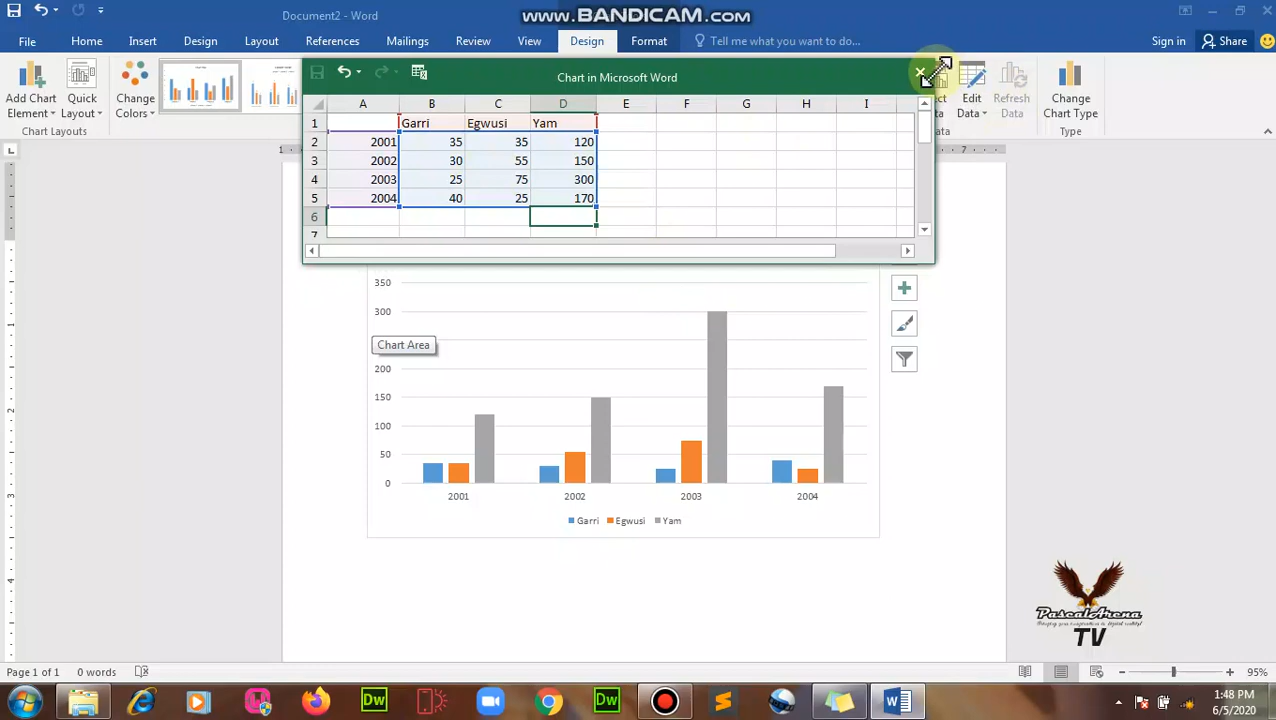 Document2 - Word
www.BANDICAM.com
File Home Insert Design Layout References Mailings Review View Design Format Tell me what you want to do... Sign in Share
Add Chart Element
Quick Layout
Chart Layouts
Change Colors
Edit Data
Refresh Data
Change Chart Type
Type
Chart in Microsoft Word
A B C D E F G H I
1 Garri Egwusi Yam
2 2001 35 35 120
3 2002 30 55 150
4 2003 25 75 300
5 2004 40 25 170
6
7
350
300
Chart Area
200
150
100
50
0
2001 2002 2003 2004
Garri Egwusi Yam
PascalArena
TV
Page 1 of 1 0 words
95%
Dw Dw
1:48 PM
6/5/2020